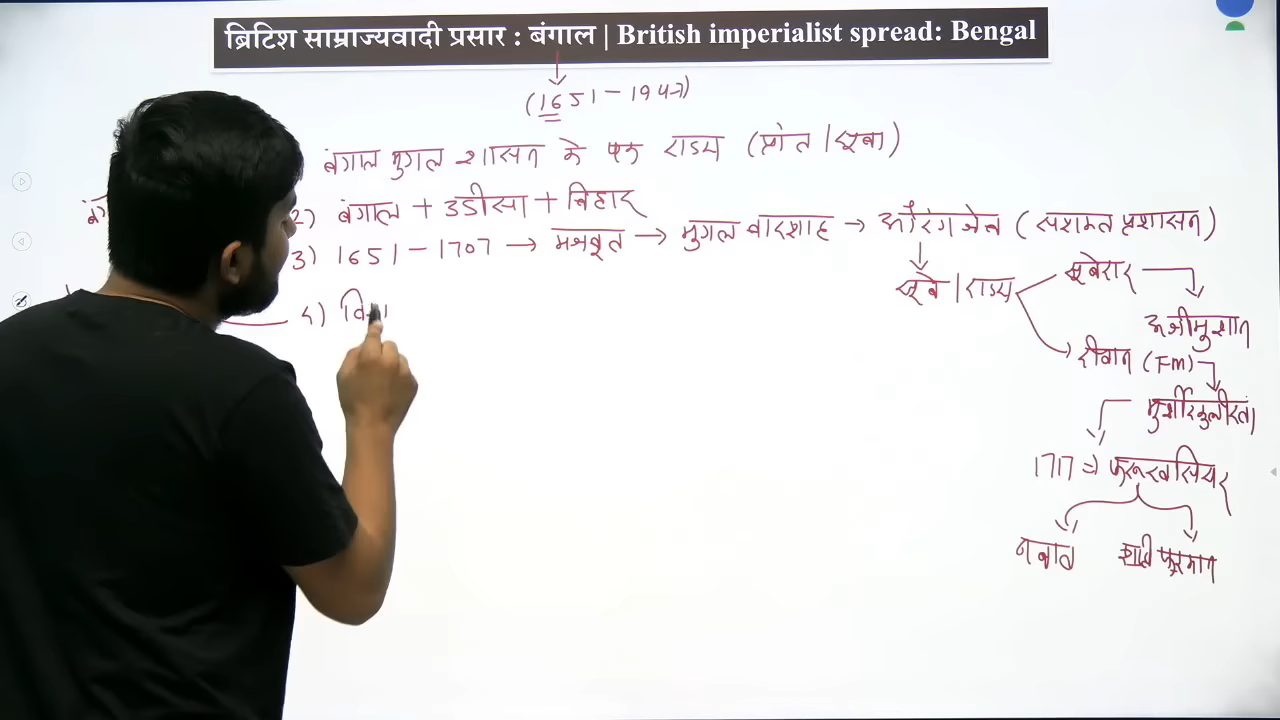 ब्रिटिश साम्राज्यवादी प्रसार : बंगाल | British imperialist spread: Bengal
(1651 - 1947)
बंगाल मुगल शासन के एक राज्य (प्रांत | सूबा)
2) बंगाल + उडीसा + बिहार
3) 1651 - 1707 → मजबूत → मुगल बादशाह → औरंगजेब (सशक्त प्रशासन)
सूबे | राज्य
सूबेदार
अजीमुशान
दीवान (FM)
मुर्शीदकुलीखां
1717 ⇒ फरूखसियर
नबाव
शाही फरमान
4)